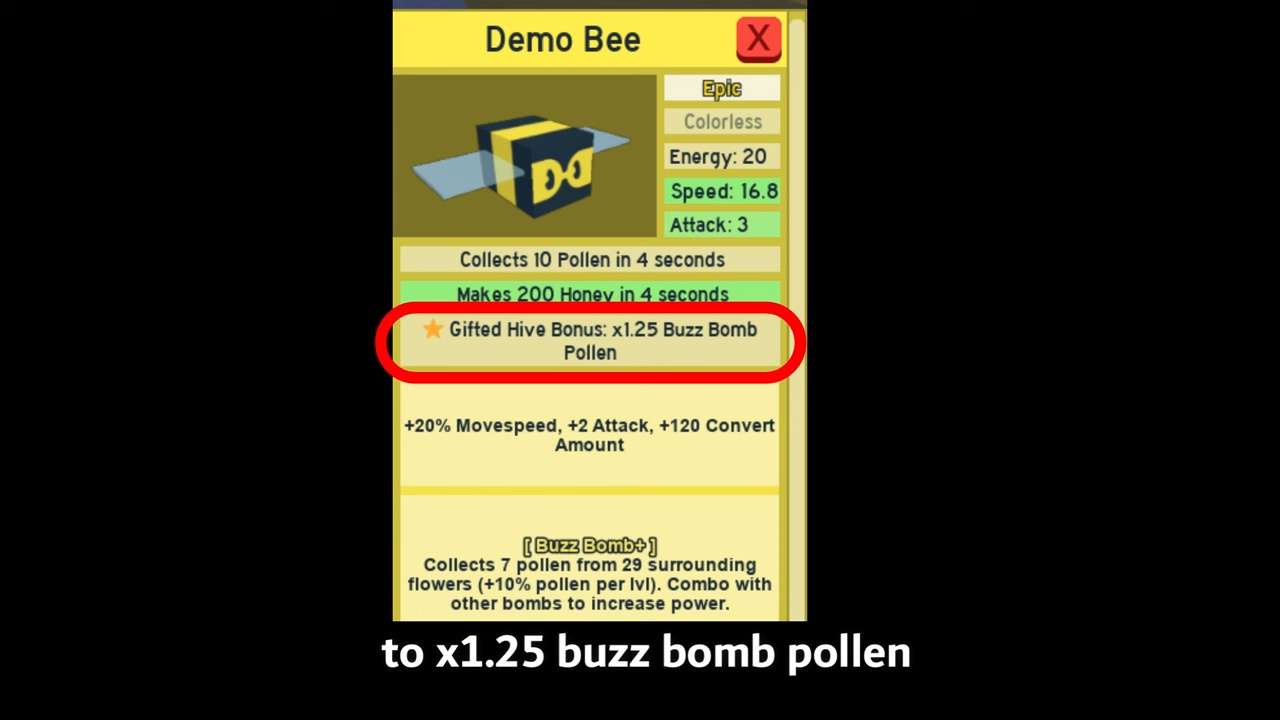 Demo Bee
X
Epic
Colorless
Energy: 20
Speed: 16.8
Attack: 3
Collects 10 Pollen in 4 seconds
Makes 200 Honey in 4 seconds
Gifted Hive Bonus: x1.25 Buzz Bomb
Pollen
+20% Movespeed, +2 Attack, +120 Convert
Amount
[ Buzz Bomb+ ]
Collects 7 pollen from 29 surrounding
flowers (+10% pollen per lvl). Combo with
other bombs to increase power.
to x1.25 buzz bomb pollen